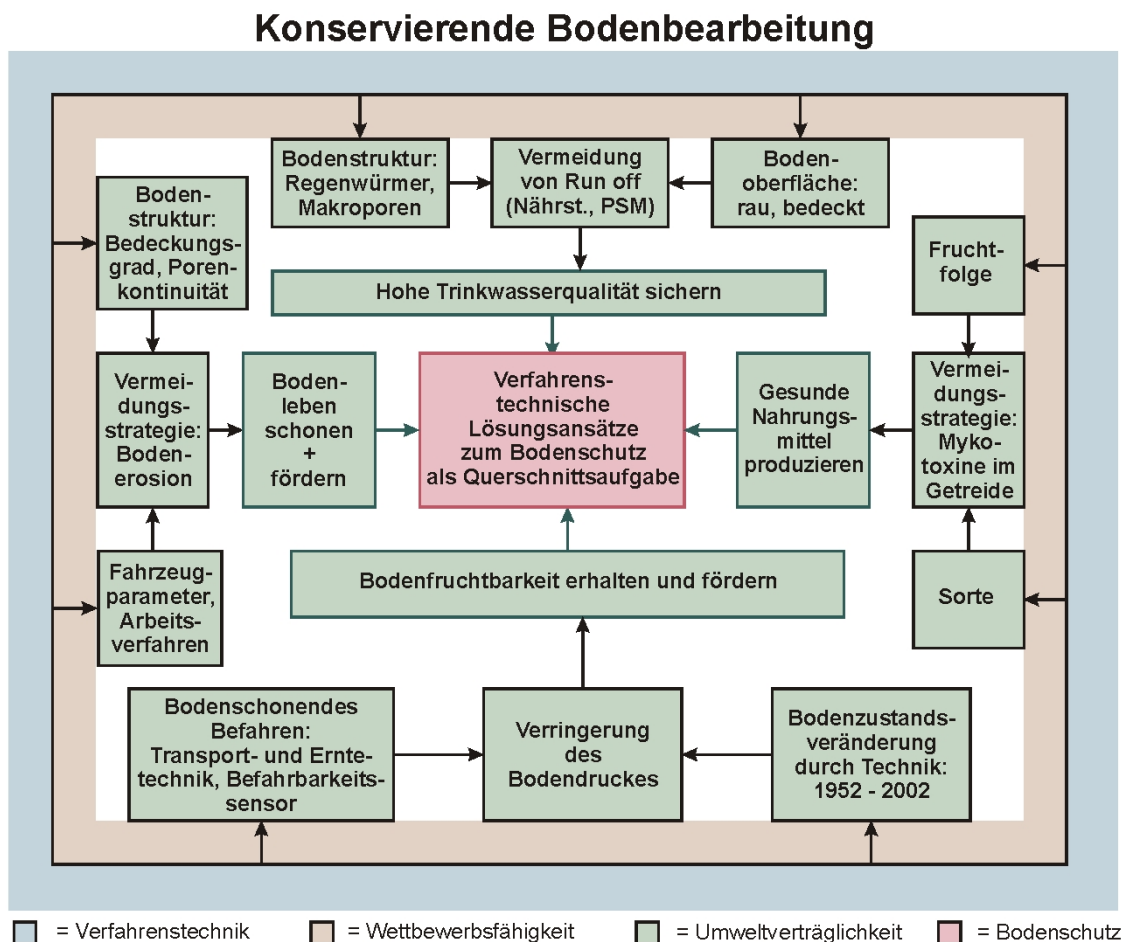 Konservierende Bodenbearbeitung
Bodenstruktur:
Regenwürmer,
Makroporen
Vermeidung
von Run off
(Nährst., PSM)
Boden-
oberfläche:
rau, bedeckt
Boden-
struktur:
Bedeckungs-
grad, Poren-
kontinuität
Frucht-
folge
Hohe Trinkwasserqualität sichern
Vermei-
dungs-
strategie:
Boden-
erosion
Boden-
leben
schonen
+
fördern
Verfahrens-
technische
Lösungsansätze
zum Bodenschutz
als Querschnittsaufgabe
Gesunde
Nahrungs-
mittel
produzieren
Vermei-
dungs-
strategie:
Myko-
toxine im
Getreide
Fahrzeug-
parameter,
Arbeits-
verfahren
Bodenfruchtbarkeit erhalten und fördern
Sorte
Bodenschonendes
Befahren:
Transport- und Ernte-
technik, Befahrbarkeits-
sensor
Verringerung
des
Bodendruckes
Bodenzustands-
veränderung
durch Technik:
1952 - 2002
= Verfahrenstechnik
= Wettbewerbsfähigkeit
= Umweltverträglichkeit
= Bodenschutz